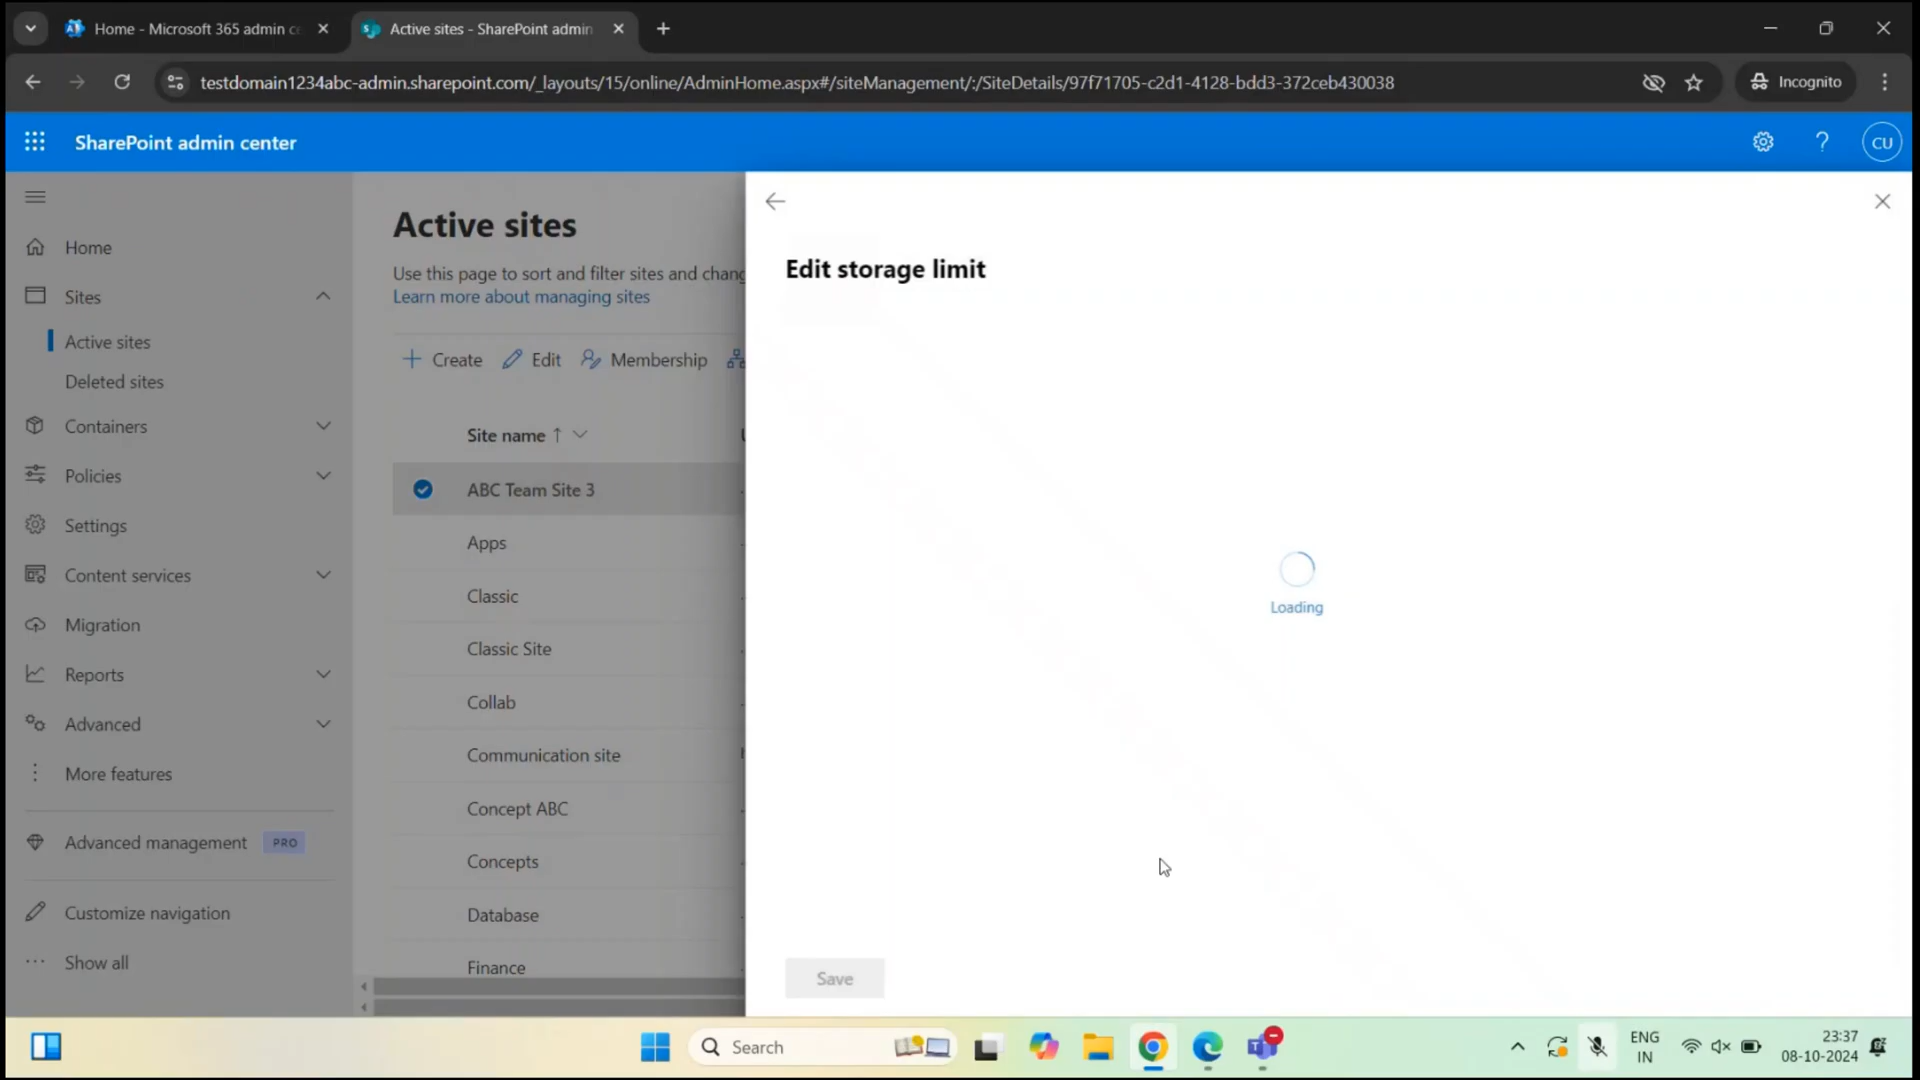 Home - Microsoft 365 admin ce
Active sites - SharePoint admin
testdomain1234abc-admin.sharepoint.com/_layouts/15/online/AdminHome.aspx#/siteManagement/:/SiteDetails/97f71705-c2d1-4128-bdd3-372ceb430038
Incognito
SharePoint admin center
CU
Home
Sites
Active sites
Deleted sites
Containers
Policies
Settings
Content services
Migration
Reports
Advanced
More features
Advanced management PRO
Customize navigation
Show all
Active sites
Use this page to sort and filter sites and chang
Learn more about managing sites
Create
Edit
Membership
Site name
ABC Team Site 3
Apps
Classic
Classic Site
Collab
Communication site
Concept ABC
Concepts
Database
Finance
Edit storage limit
Loading
Save
Search
ENG
IN
23:37
08-10-2024